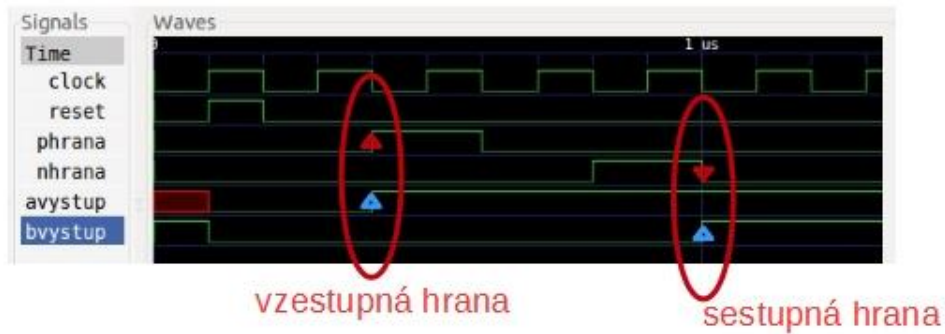 Signals
Waves
Time
0
1 us
clock
reset
phrana
nhrana
avystup
bvystup
vzestupná hrana
sestupná hrana